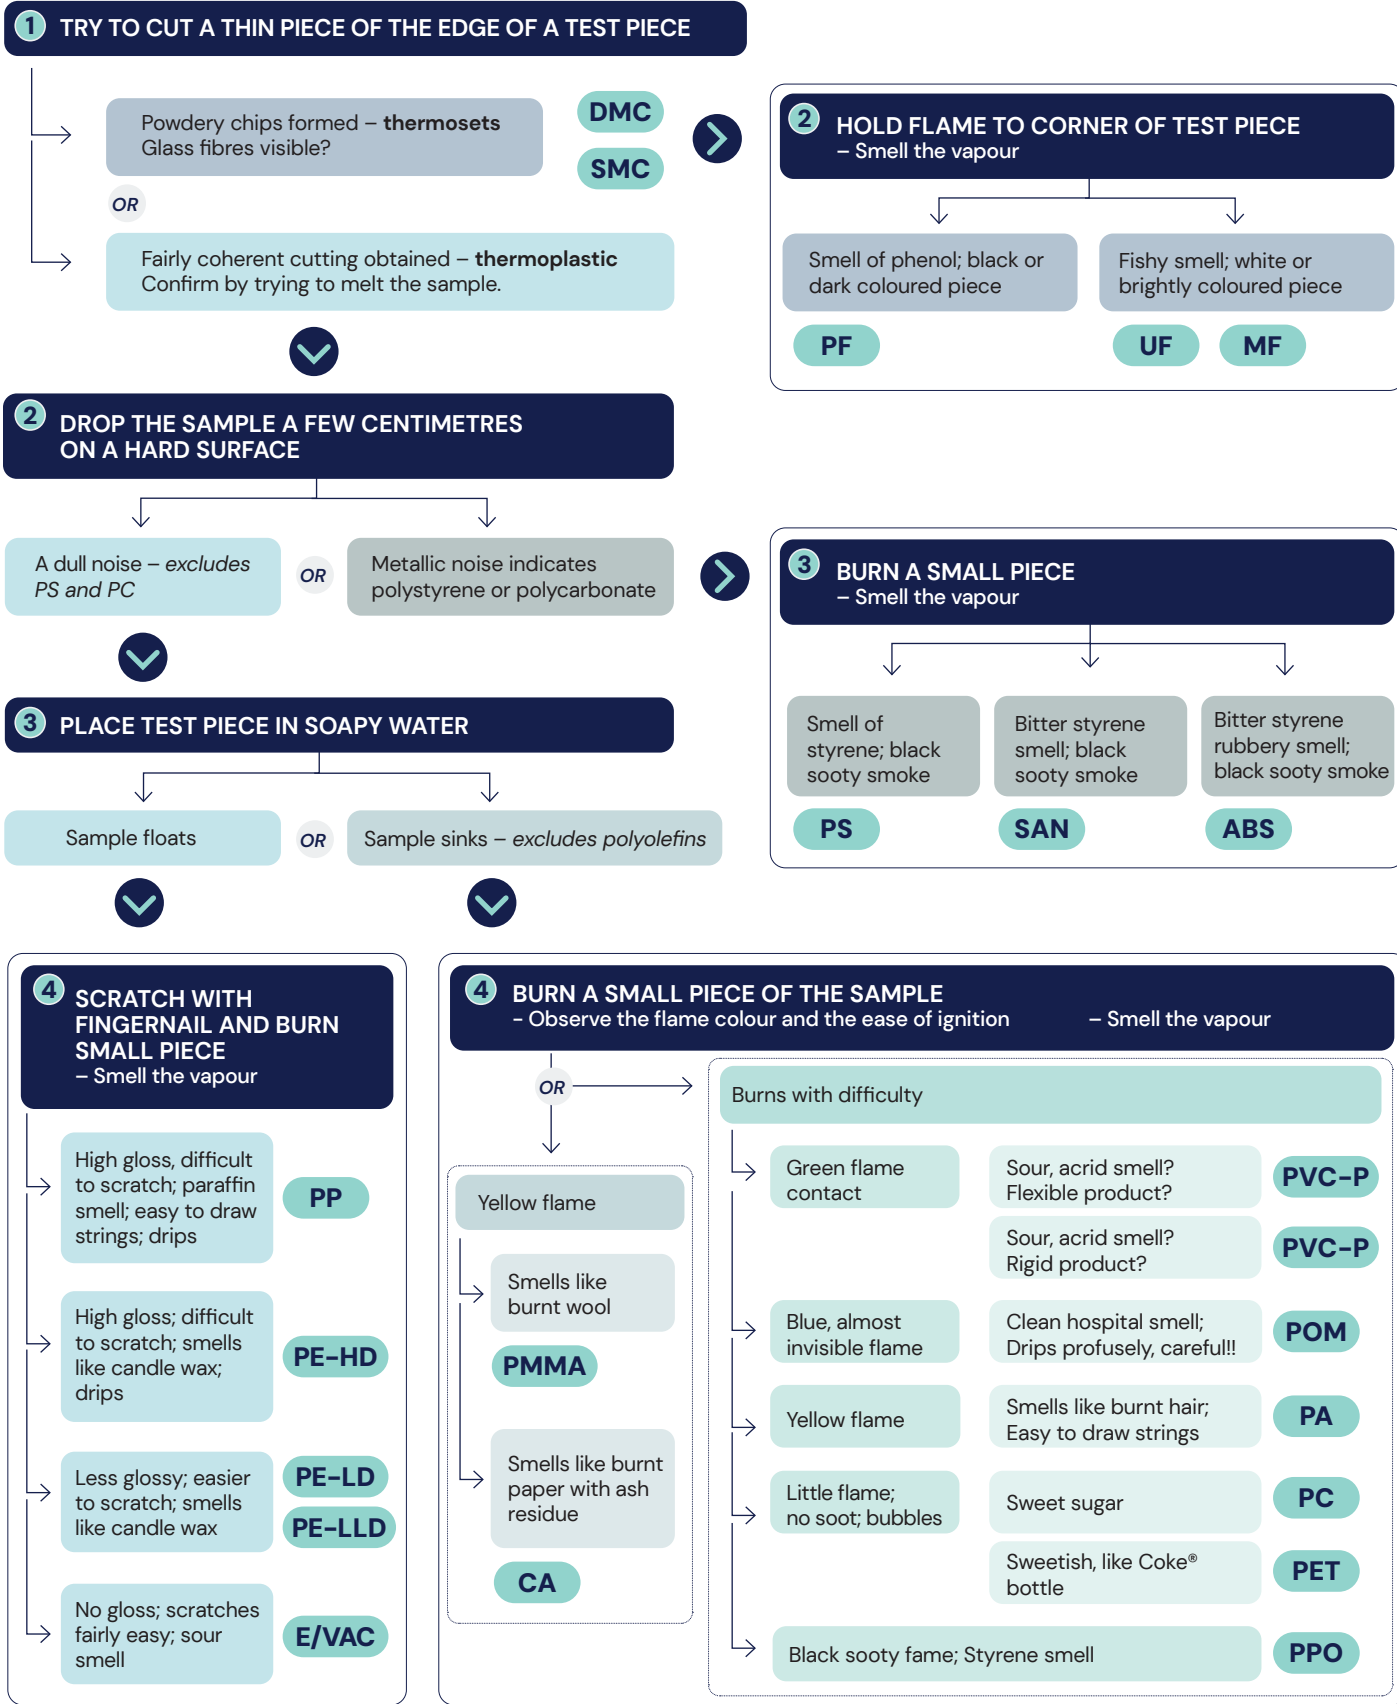 1 TRY TO CUT A THIN PIECE OF THE EDGE OF A TEST PIECE
Powdery chips formed – thermosets
Glass fibres visible?
DMC
SMC
OR
Fairly coherent cutting obtained – thermoplastic
Confirm by trying to melt the sample.
2 HOLD FLAME TO CORNER OF TEST PIECE
– Smell the vapour
Smell of phenol; black or
dark coloured piece
PF
Fishy smell; white or
brightly coloured piece
UF
MF
2 DROP THE SAMPLE A FEW CENTIMETRES
ON A HARD SURFACE
A dull noise – excludes
PS and PC
OR
Metallic noise indicates
polystyrene or polycarbonate
3 BURN A SMALL PIECE
– Smell the vapour
Smell of
styrene; black
sooty smoke
PS
Bitter styrene
smell; black
sooty smoke
SAN
Bitter styrene
rubbery smell;
black sooty smoke
ABS
3 PLACE TEST PIECE IN SOAPY WATER
Sample floats
OR
Sample sinks – excludes polyolefins
4 SCRATCH WITH
FINGERNAIL AND BURN
SMALL PIECE
– Smell the vapour
High gloss, difficult
to scratch; paraffin
smell; easy to draw
strings; drips
PP
High gloss; difficult
to scratch; smells
like candle wax;
drips
PE-HD
Less glossy; easier
to scratch; smells
like candle wax
PE-LD
PE-LLD
No gloss; scratches
fairly easy; sour
smell
E/VAC
4 BURN A SMALL PIECE OF THE SAMPLE
- Observe the flame colour and the ease of ignition – Smell the vapour
OR
Yellow flame
Smells like
burnt wool
PMMA
Smells like burnt
paper with ash
residue
CA
Burns with difficulty
Green flame
contact
Sour, acrid smell?
Flexible product?
PVC-P
Sour, acrid smell?
Rigid product?
PVC-P
Blue, almost
invisible flame
Clean hospital smell;
Drips profusely, careful!!
POM
Yellow flame
Smells like burnt hair;
Easy to draw strings
PA
Little flame;
no soot; bubbles
Sweet sugar
PC
Sweetish, like Coke®
bottle
PET
Black sooty fame; Styrene smell
PPO